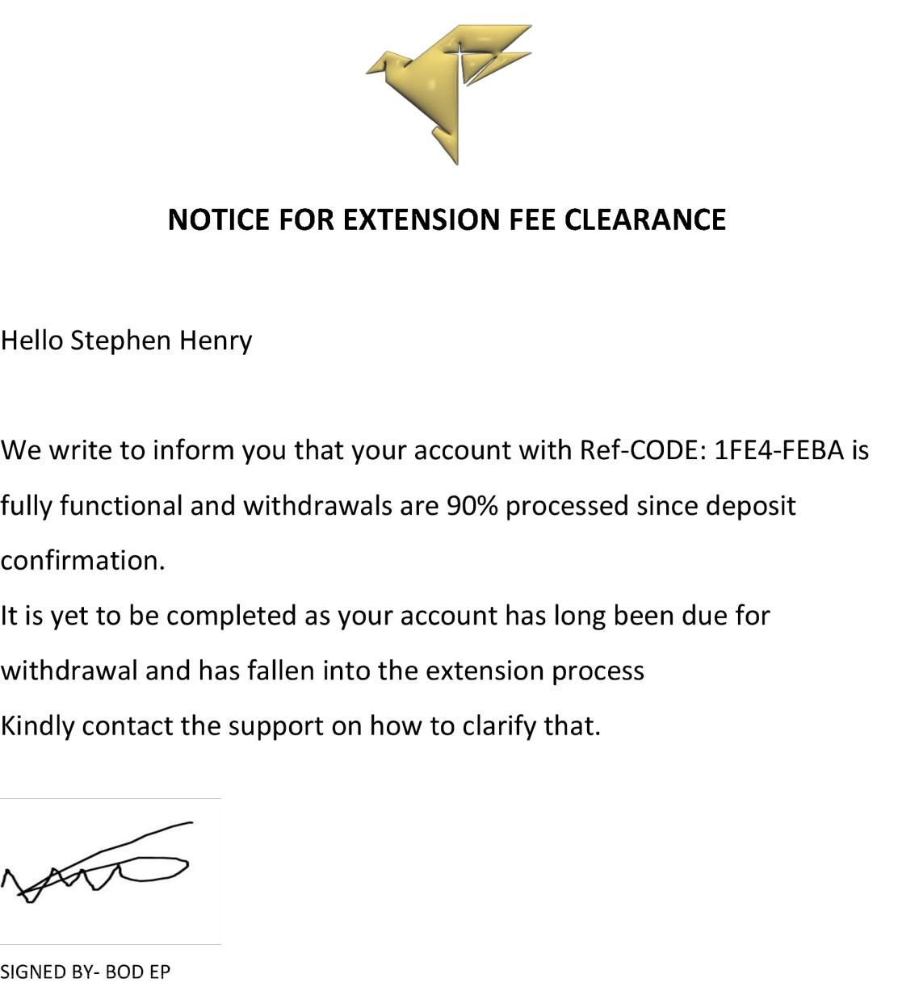 NOTICE FOR EXTENSION FEE CLEARANCE
Hello Stephen Henry
We write to inform you that your account with Ref-CODE: 1FE4-FEBA is
fully functional and withdrawals are 90% processed since deposit
confirmation.
It is yet to be completed as your account has long been due for
withdrawal and has fallen into the extension process
Kindly contact the support on how to clarify that.
SIGNED BY- BOD EP